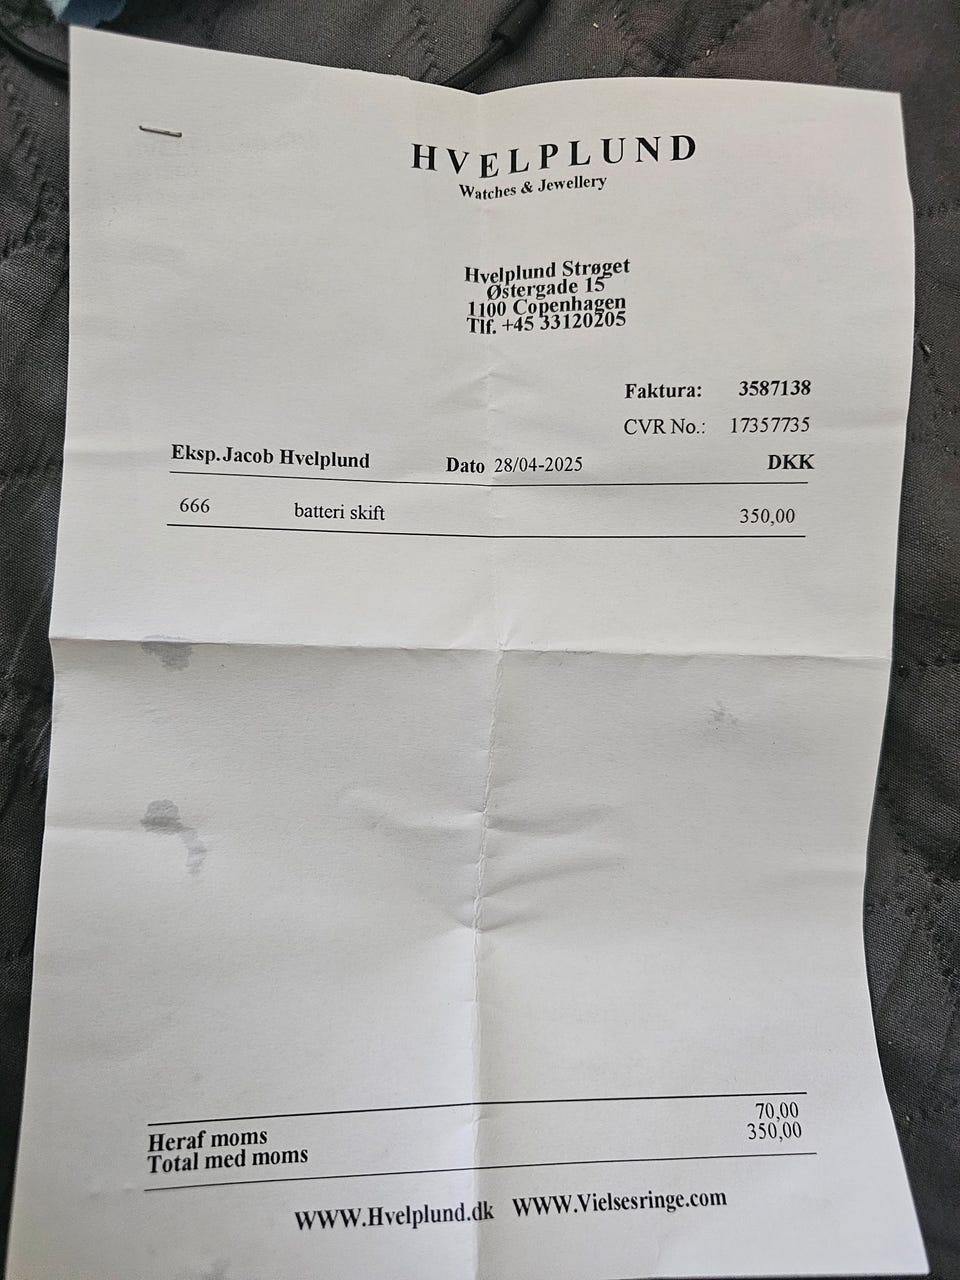 HVELPLUND
Watches & Jewellery
Hvelplund Strøget
Østergade 15
1100 Copenhagen
Tlf. +45 33120205
Faktura: 3587138
CVR No.: 17357735
Eksp. Jacob Hvelplund Dato 28/04-2025 DKK
666 batteri skift 350,00
Heraf moms 70,00
Total med moms 350,00
WWW.Hvelplund.dk WWW.Vielsesringe.com